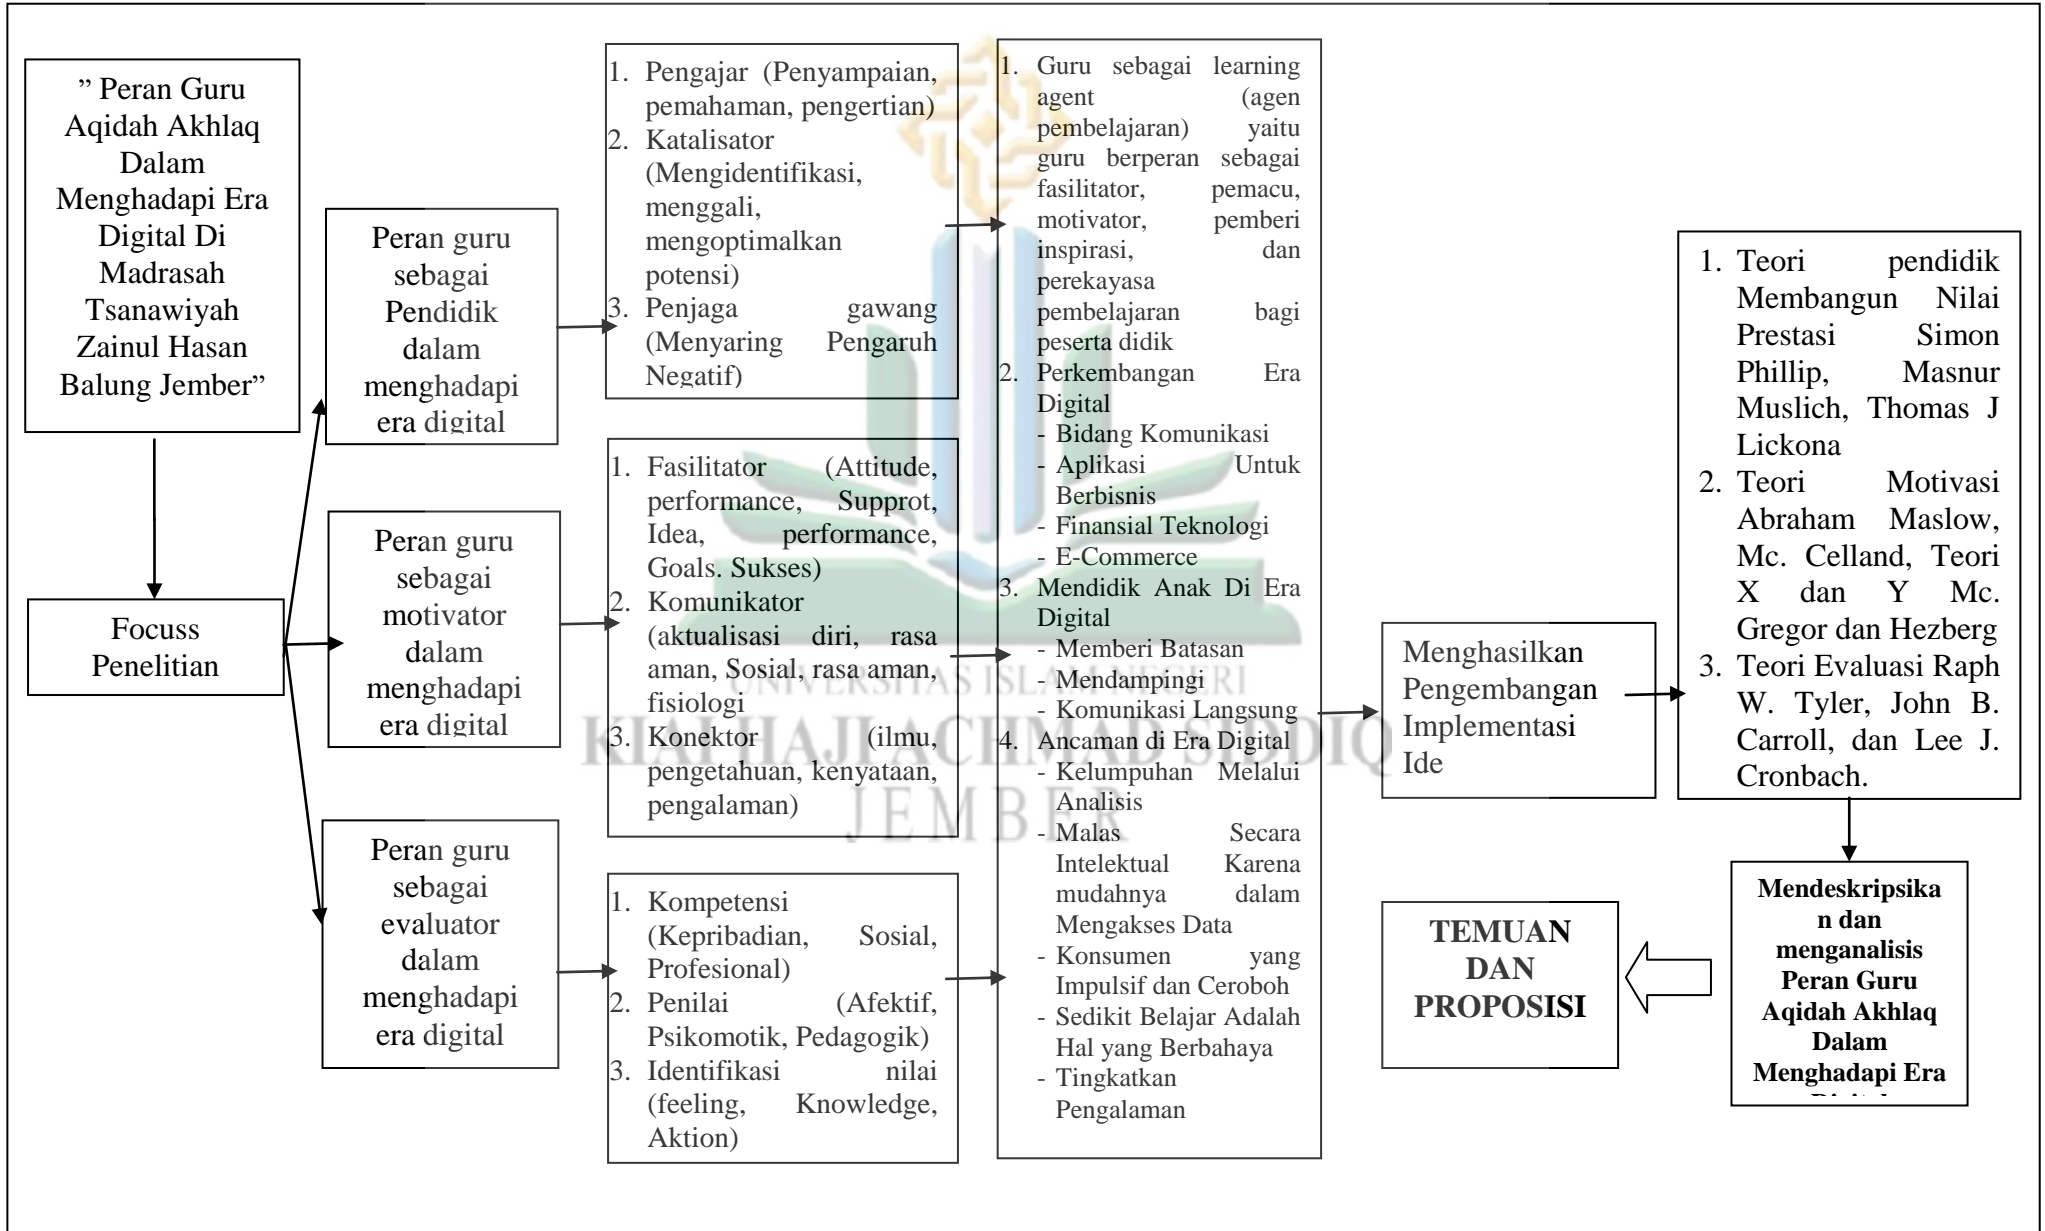 ” Peran Guru
Aqidah Akhlaq
Dalam
Menghadapi Era
Digital Di
Madrasah
Tsanawiyah
Zainul Hasan
Balung Jember”
Focuss
Penelitian
Peran guru
sebagai
Pendidik
dalam
menghadapi
era digital
Peran guru
sebagai
motivator
dalam
menghadapi
era digital
Peran guru
sebagai
evaluator
dalam
menghadapi
era digital
1. Pengajar (Penyampaian,
pemahaman, pengertian)
2. Katalisator
(Mengidentifikasi,
menggali,
mengoptimalkan
potensi)
3. Penjaga gawang
(Menyaring Pengaruh
Negatif)
1. Fasilitator (Attitude,
performance, Supprot,
Idea, performance,
Goals. Sukses)
2. Komunikator
(aktualisasi diri, rasa
aman, Sosial, rasa aman,
fisiologi
3. Konektor (ilmu,
pengetahuan, kenyataan,
pengalaman)
1. Kompetensi
(Kepribadian, Sosial,
Profesional)
2. Penilai (Afektif,
Psikomotik, Pedagogik)
3. Identifikasi nilai
(feeling, Knowledge,
Aktion)
1. Guru sebagai learning
agent (agen
pembelajaran) yaitu
guru berperan sebagai
fasilitator, pemacu,
motivator, pemberi
inspirasi, dan
perekayasa
pembelajaran bagi
peserta didik
2. Perkembangan Era
Digital
- Bidang Komunikasi
- Aplikasi Untuk
Berbisnis
- Finansial Teknologi
- E-Commerce
3. Mendidik Anak Di Era
Digital
- Memberi Batasan
- Mendampingi
- Komunikasi Langsung
4. Ancaman di Era Digital
- Kelumpuhan Melalui
Analisis
- Malas Secara
Intelektual Karena
mudahnya dalam
Mengakses Data
- Konsumen yang
Impulsif dan Ceroboh
- Sedikit Belajar Adalah
Hal yang Berbahaya
- Tingkatkan
Pengalaman
Menghasilkan
Pengembangan
Implementasi
Ide
1. Teori pendidik
Membangun Nilai
Prestasi Simon
Phillip, Masnur
Muslich, Thomas J
Lickona
2. Teori Motivasi
Abraham Maslow,
Mc. Celland, Teori
X dan Y Mc.
Gregor dan Hezberg
3. Teori Evaluasi Raph
W. Tyler, John B.
Carroll, dan Lee J.
Cronbach.
Mendeskripsika
n dan
menganalisis
Peran Guru
Aqidah Akhlaq
Dalam
Menghadapi Era
TEMUAN
DAN
PROPOSISI
UNIVERSITAS ISLAM NEGERI
KIAI HAJI ACHMAD SIDDIQ
JEMBER